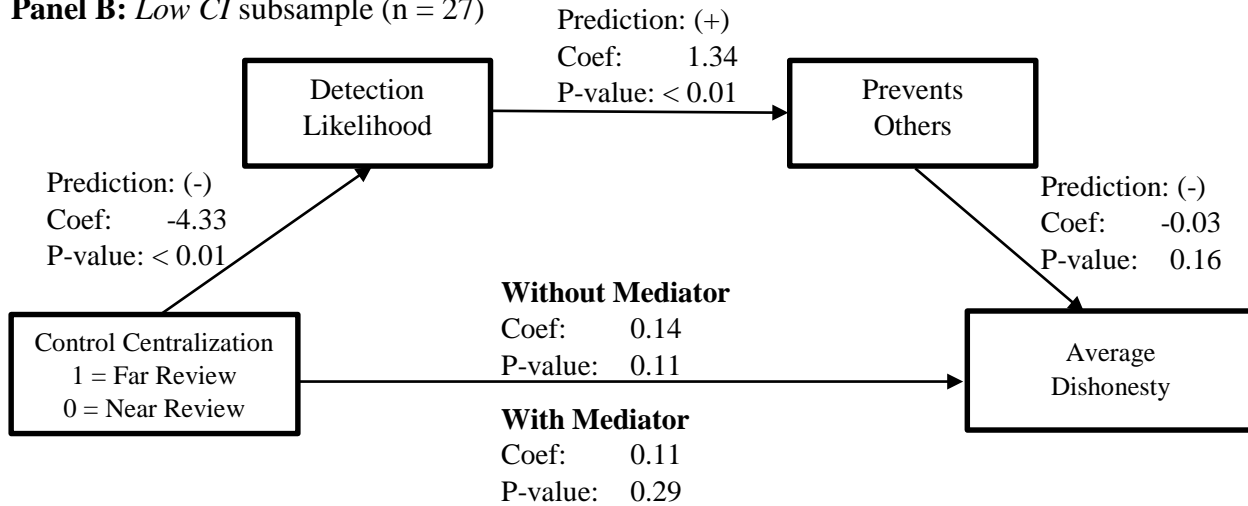 Panel B: Low CI subsample (n = 27)
Prediction: (+)
Coef: 1.34
P-value: < 0.01
Detection
Likelihood
Prevents
Others
Prediction: (-)
Coef: -4.33
P-value: < 0.01
Prediction: (-)
Coef: -0.03
P-value: 0.16
Without Mediator
Coef: 0.14
P-value: 0.11
Control Centralization
1 = Far Review
0 = Near Review
Average
Dishonesty
With Mediator
Coef: 0.11
P-value: 0.29